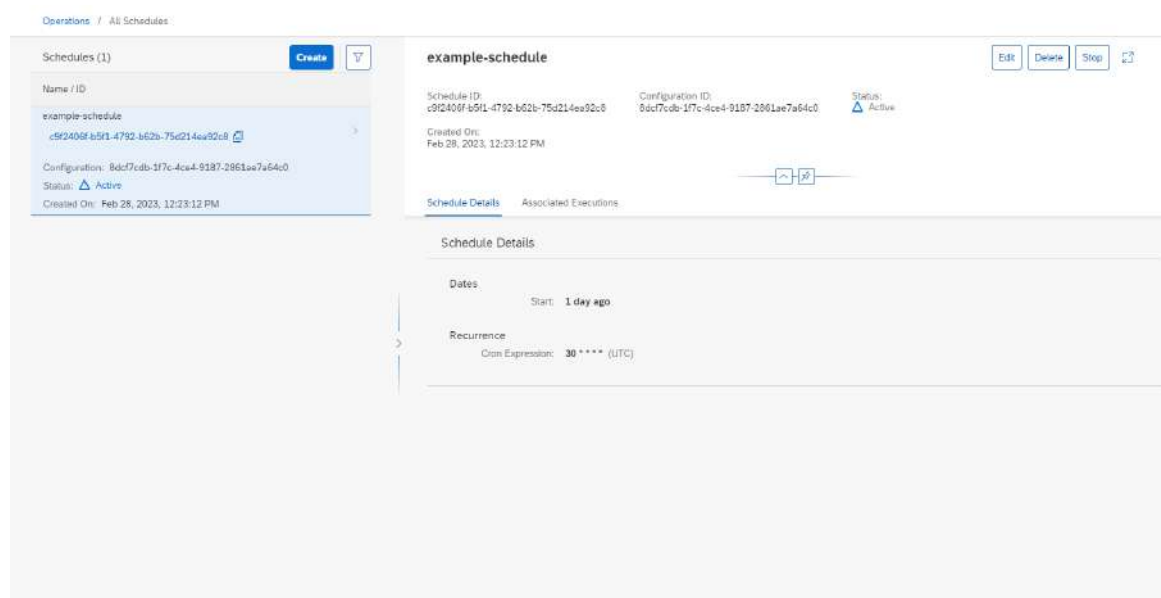 Operations / All Schedules
Schedules (1)
Create
Name / ID
example-schedule
c9f2406f-b5f1-4792-b62b-75d214ea92c8
Configuration: 8dcf7cdb-1f7c-4ce4-9187-2861ae7a64c0
Status: Active
Created On: Feb 28, 2023, 12:23:12 PM
example-schedule
Edit Delete Stop
Schedule ID: Configuration ID: Status:
c9f2406f-b5f1-4792-b62b-75d214ea92c8 8dcf7cdb-1f7c-4ce4-9187-2861ae7a64c0 Active
Created On:
Feb 28, 2023, 12:23:12 PM
Schedule Details Associated Executions
Schedule Details
Dates
Start: 1 day ago
Recurrence
Cron Expression: 30 * * * * (UTC)